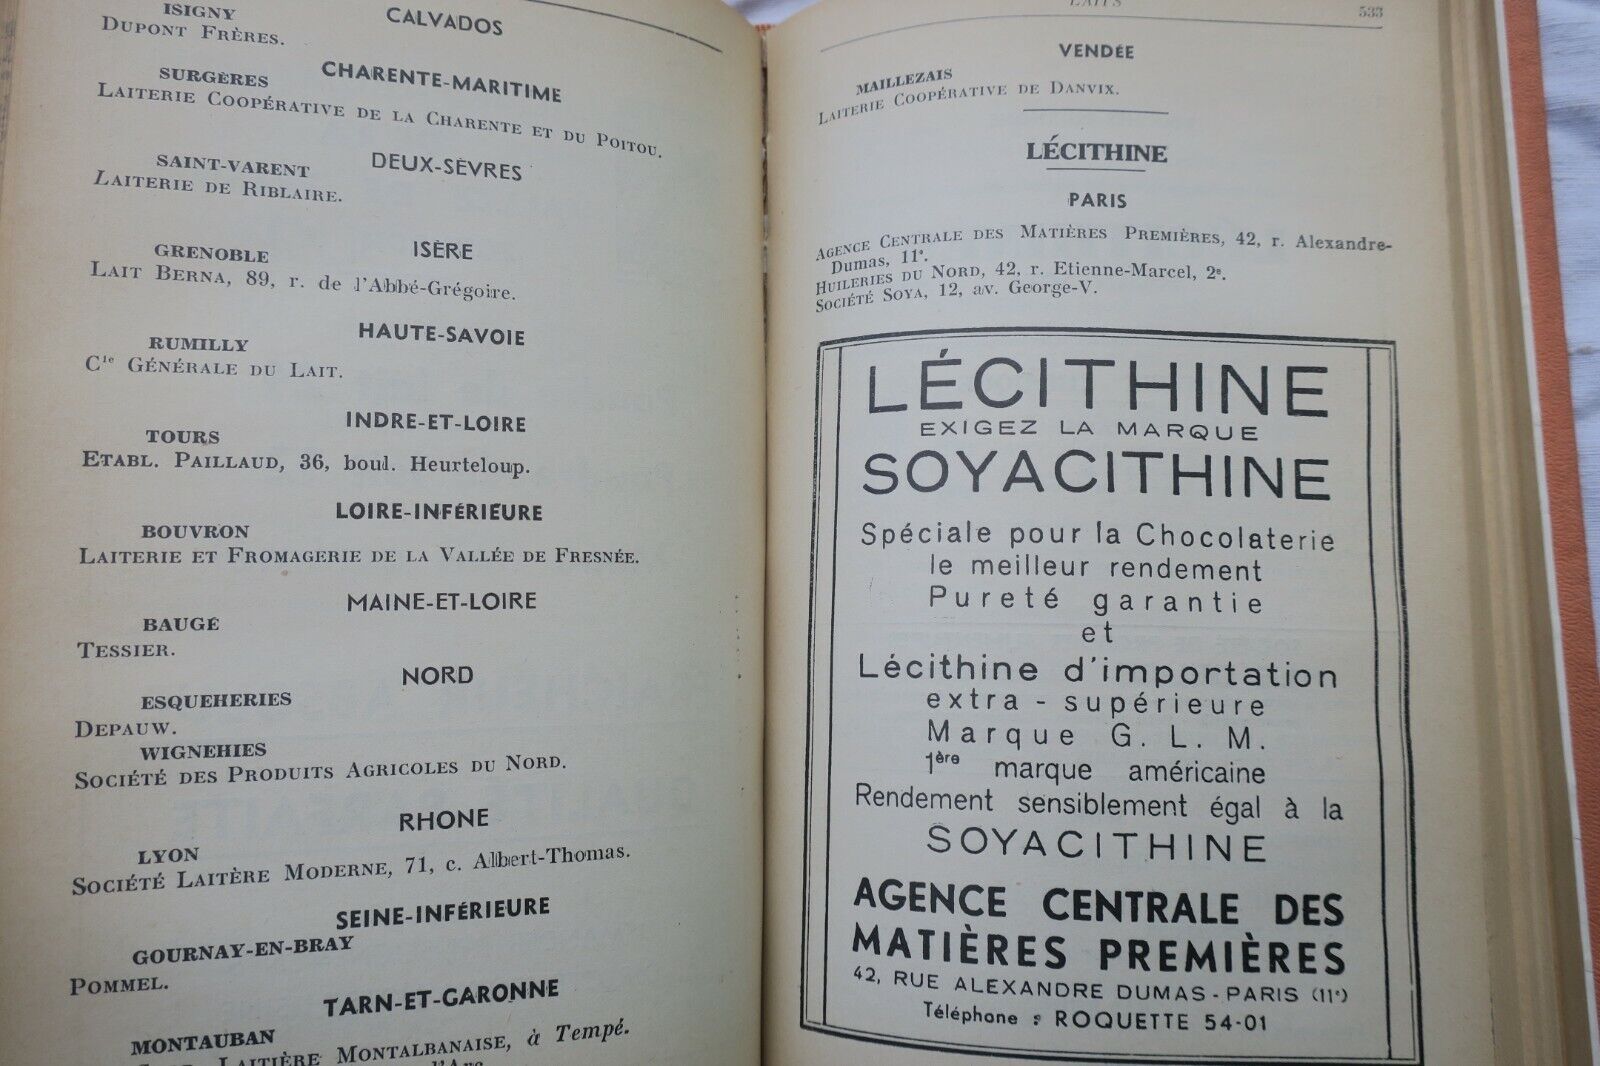 CALVADOS
ISIGNY
DUPONT FRÈRES.
CHARENTE-MARITIME
SURGÈRES
LAITERIE COOPÉRATIVE DE LA CHARENTE ET DU POITOU.
DEUX-SÈVRES
SAINT-VARENT
LAITERIE DE RIBLAIRE.
ISÈRE
GRENOBLE
LAIT BERNA, 89, r. de l'Abbé-Grégoire.
HAUTE-SAVOIE
RUMILLY
Cie GÉNÉRALE DU LAIT.
INDRE-ET-LOIRE
TOURS
ETABL. PAILLAUD, 36, boul. Heurteloup.
LOIRE-INFÉRIEURE
BOUVRON
LAITERIE ET FROMAGERIE DE LA VALLÉE DE FRESNÉE.
MAINE-ET-LOIRE
BAUGÉ
TESSIER.
NORD
ESQUEHERIES
DEPAUW.
WIGNEHIES
SOCIÉTÉ DES PRODUITS AGRICOLES DU NORD.
RHONE
LYON
SOCIÉTÉ LAITÈRE MODERNE, 71, c. Albert-Thomas.
SEINE-INFÉRIEURE
GOURNAY-EN-BRAY
POMMEL.
TARN-ET-GARONNE
MONTAUBAN
LAITIÈRE MONTALBANAISE, à Tempé.
LAITS 533
VENDÉE
MAILLEZAIS
LAITERIE COOPÉRATIVE DE DANVIX.
LÉCITHINE
PARIS
AGENCE CENTRALE DES MATIÈRES PREMIÈRES, 42, r. Alexandre-
Dumas, 11e.
HUILERIES DU NORD, 42, r. Etienne-Marcel, 2e.
SOCIÉTÉ SOYA, 12, av. George-V.
LÉCITHINE
EXIGEZ LA MARQUE
SOYACITHINE
Spéciale pour la Chocolaterie
le meilleur rendement
Pureté garantie
et
Lécithine d'importation
extra - supérieure
Marque G. L. M.
1ère marque américaine
Rendement sensiblement égal à la
SOYACITHINE
AGENCE CENTRALE DES
MATIÈRES PREMIÈRES
42, RUE ALEXANDRE DUMAS - PARIS (11e)
Téléphone : ROQUETTE 54-01